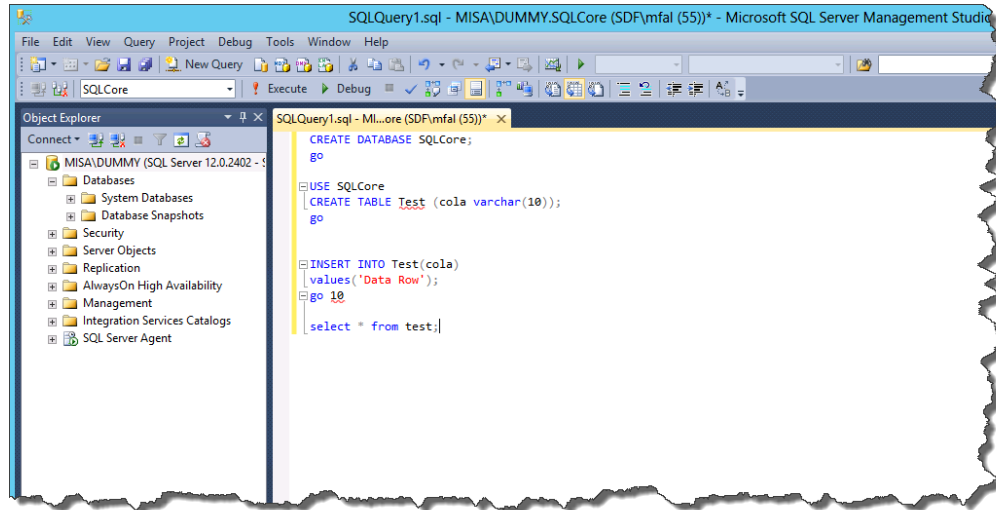 SQLQuery1.sql - MISA\DUMMY.SQLCore (SDF\mfal (55))* - Microsoft SQL Server Management Studio
File Edit View Query Project Debug Tools Window Help
New Query
SQLCore Execute Debug
Object Explorer
SQLQuery1.sql - MI...ore (SDF\mfal (55))*
Connect
MISA\DUMMY (SQL Server 12.0.2402 - S
Databases
System Databases
Database Snapshots
Security
Server Objects
Replication
AlwaysOn High Availability
Management
Integration Services Catalogs
SQL Server Agent
CREATE DATABASE SQLCore;
go
USE SQLCore
CREATE TABLE Test (cola varchar(10));
go
INSERT INTO Test(cola)
values('Data Row');
go 10
select * from test;